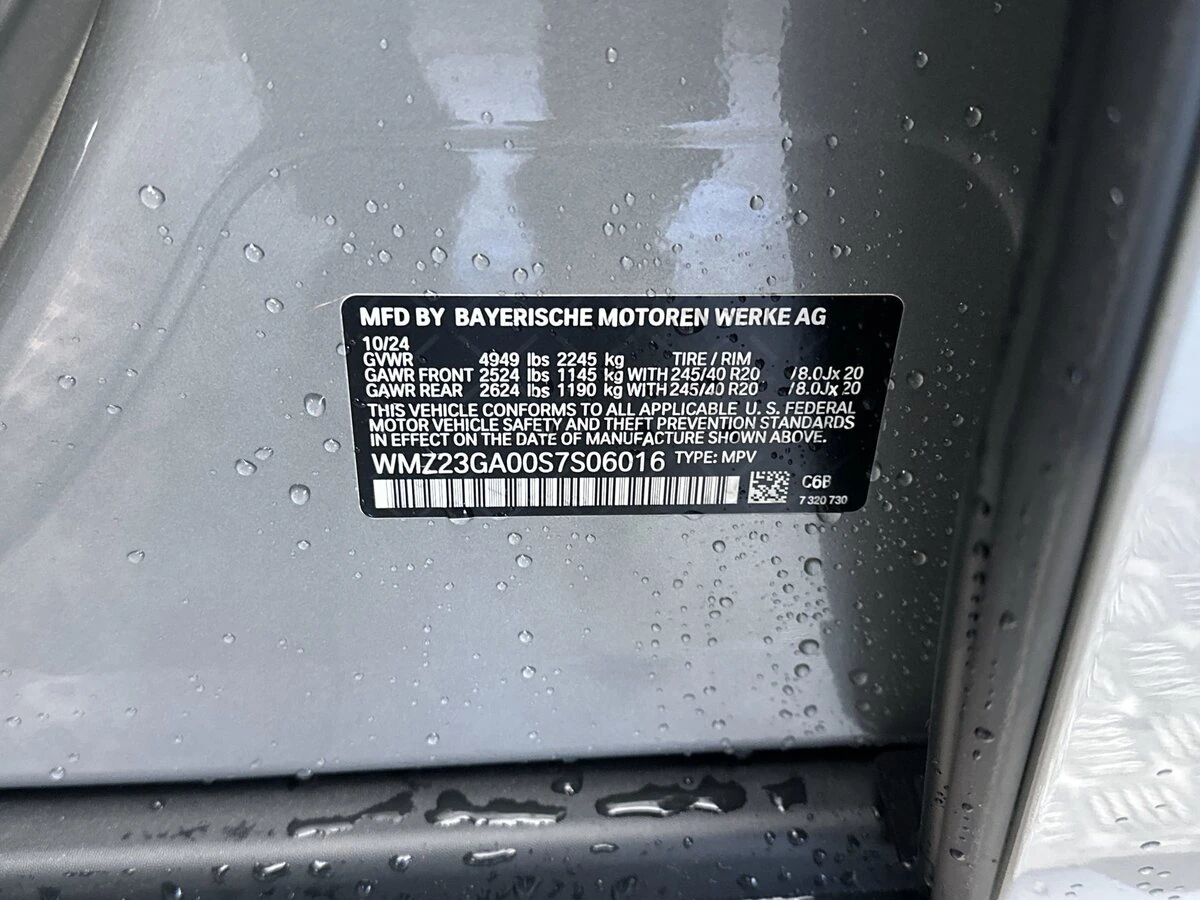 MFD BY BAYERISCHE MOTOREN WERKE AG
10/24
GVWR 4949 lbs 2245 kg TIRE / RIM
GAWR FRONT 2524 lbs 1145 kg WITH 245/40 R20 /8.0Jx 20
GAWR REAR 2624 lbs 1190 kg WITH 245/40 R20 /8.0Jx 20
THIS VEHICLE CONFORMS TO ALL APPLICABLE U. S. FEDERAL
MOTOR VEHICLE SAFETY AND THEFT PREVENTION STANDARDS
IN EFFECT ON THE DATE OF MANUFACTURE SHOWN ABOVE.
WMZ23GA00S7S06016 TYPE: MPV
C6B
7 320 730